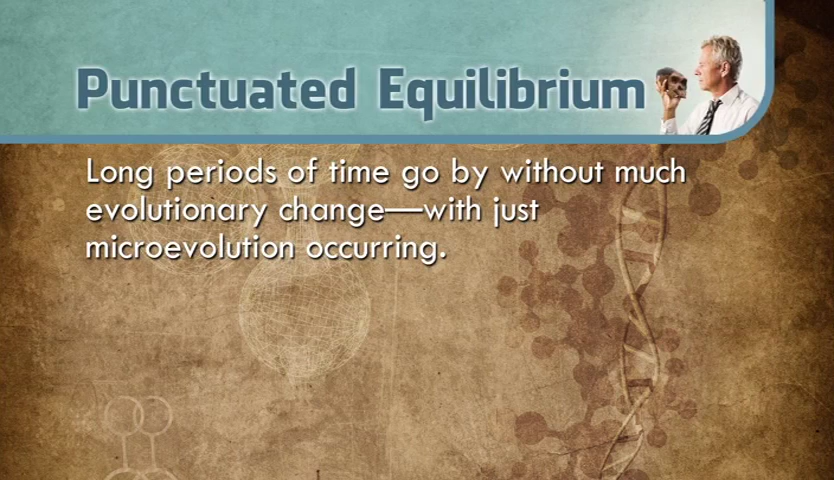 Punctuated Equilibrium
Long periods of time go by without much
evolutionary change—with just
microevolution occurring.